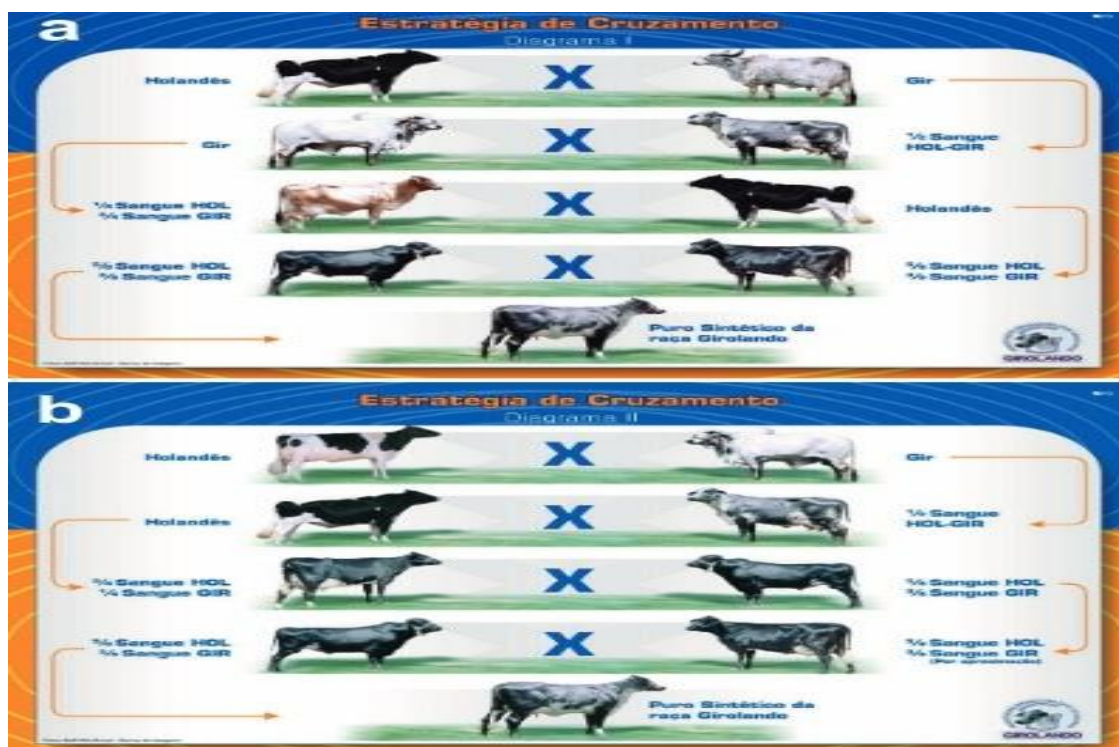 a
Estratégia de Cruzamento
Diagrama I
Holandês
X
Gir
Gir
X
½ Sangue
HOL-GIR
¼ Sangue HOL
¾ Sangue GIR
X
Holandês
⅝ Sangue HOL
⅜ Sangue GIR
X
⅝ Sangue HOL
⅜ Sangue GIR
Puro Sintético da
raça Girolando
GIROLANDO
b
Estratégia de Cruzamento
Diagrama II
Holandês
X
Gir
Holandês
X
½ Sangue
HOL-GIR
¾ Sangue HOL
¼ Sangue GIR
X
⅝ Sangue HOL
⅜ Sangue GIR
⅝ Sangue HOL
⅜ Sangue GIR
X
⅝ Sangue HOL
⅜ Sangue GIR
(Por aproximação)
Puro Sintético da
raça Girolando
GIROLANDO